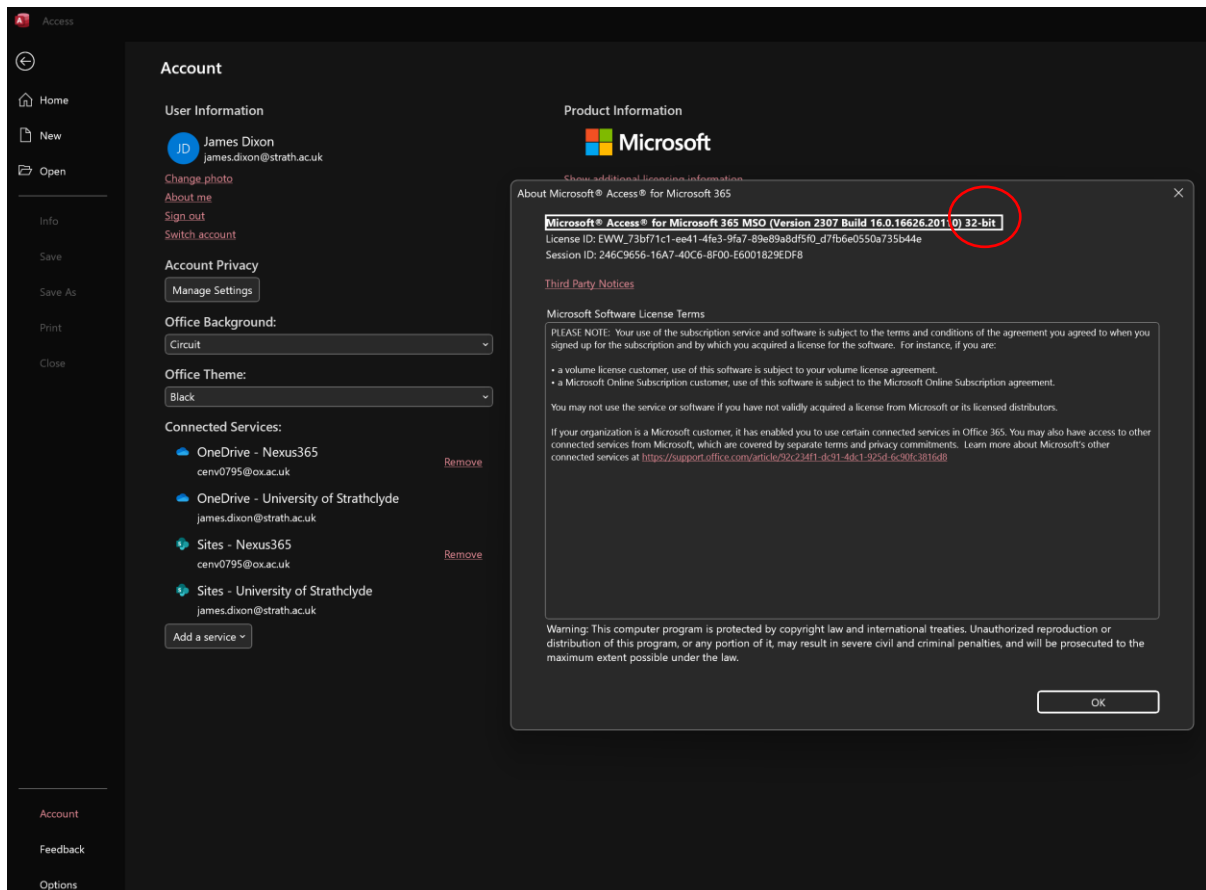 Access
Account
Home
New
Open
Info
Save
Save As
Print
Close
User Information
JD
James Dixon
james.dixon@strath.ac.uk
Change photo
About me
Sign out
Switch account
Account Privacy
Manage Settings
Office Background:
Circuit
Office Theme:
Black
Connected Services:
OneDrive - Nexus365
cenv0795@ox.ac.uk
Remove
OneDrive - University of Strathclyde
james.dixon@strath.ac.uk
Sites - Nexus365
cenv0795@ox.ac.uk
Remove
Sites - University of Strathclyde
james.dixon@strath.ac.uk
Add a service
Product Information
Microsoft
Show additional licensing information
About Microsoft® Access® for Microsoft 365
Microsoft® Access® for Microsoft 365 MSO (Version 2307 Build 16.0.16626.20110) 32-bit
License ID: EWW_73bf71c1-ee41-4fe3-9fa7-89e89a8df5f0_d7fb6e0550a735b44e
Session ID: 246C9656-16A7-40C6-8F00-E6001829EDF8
Third Party Notices
Microsoft Software License Terms
PLEASE NOTE: Your use of the subscription service and software is subject to the terms and conditions of the agreement you agreed to when you
signed up for the subscription and by which you acquired a license for the software. For instance, if you are:
• a volume license customer, use of this software is subject to your volume license agreement.
• a Microsoft Online Subscription customer, use of this software is subject to the Microsoft Online Subscription agreement.
You may not use the service or software if you have not validly acquired a license from Microsoft or its licensed distributors.
If your organization is a Microsoft customer, it has enabled you to use certain connected services in Office 365. You may also have access to other
connected services from Microsoft, which are covered by separate terms and privacy commitments. Learn more about Microsoft's other
connected services at https://support.office.com/article/92c234f1-dc91-4dc1-925d-6c90fc3816d8
Warning: This computer program is protected by copyright law and international treaties. Unauthorized reproduction or
distribution of this program, or any portion of it, may result in severe civil and criminal penalties, and will be prosecuted to the
maximum extent possible under the law.
OK
Account
Feedback
Options